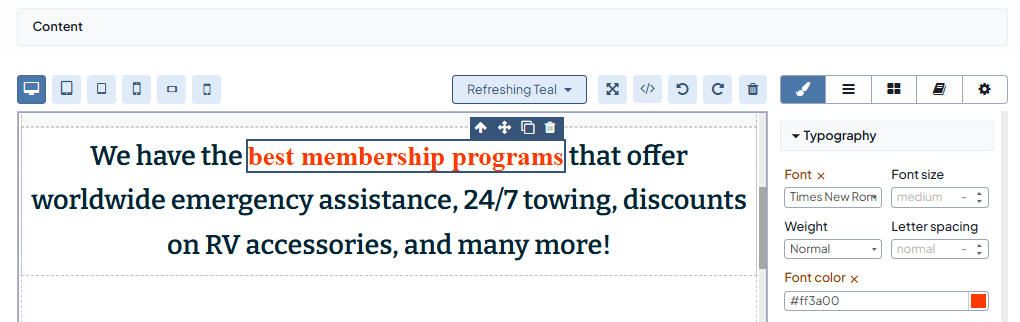 Content
Refreshing Teal
</>
Typography
We have the best membership programs that offer
worldwide emergency assistance, 24/7 towing, discounts
on RV accessories, and many more!
Font × Font size
Times New Rom medium -
Weight Letter spacing
Normal normal -
Font color ×
#ff3a00